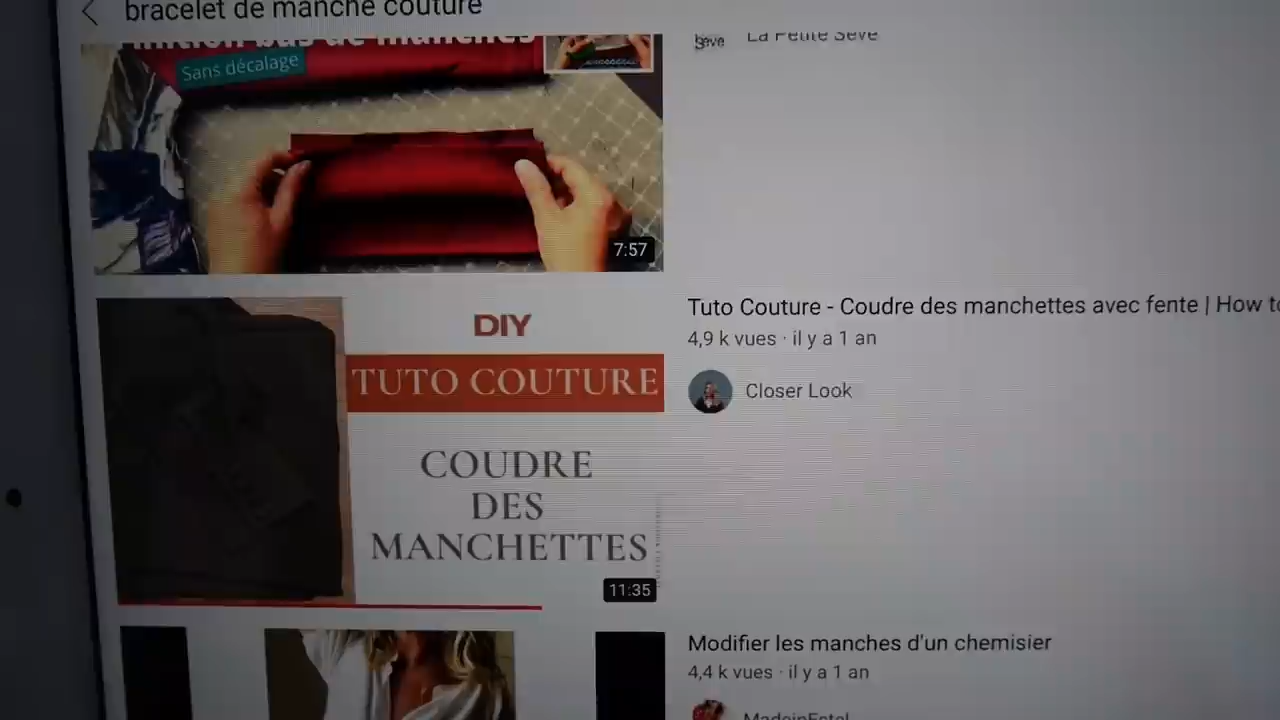 bracelet de manche couture
Sans décalage
7:57
La Petite Seve
DIY
TUTO COUTURE
COUDRE
DES
MANCHETTES
11:35
Tuto Couture - Coudre des manchettes avec fente | How to
4,9 k vues · il y a 1 an
Closer Look
Modifier les manches d'un chemisier
4,4 k vues · il y a 1 an